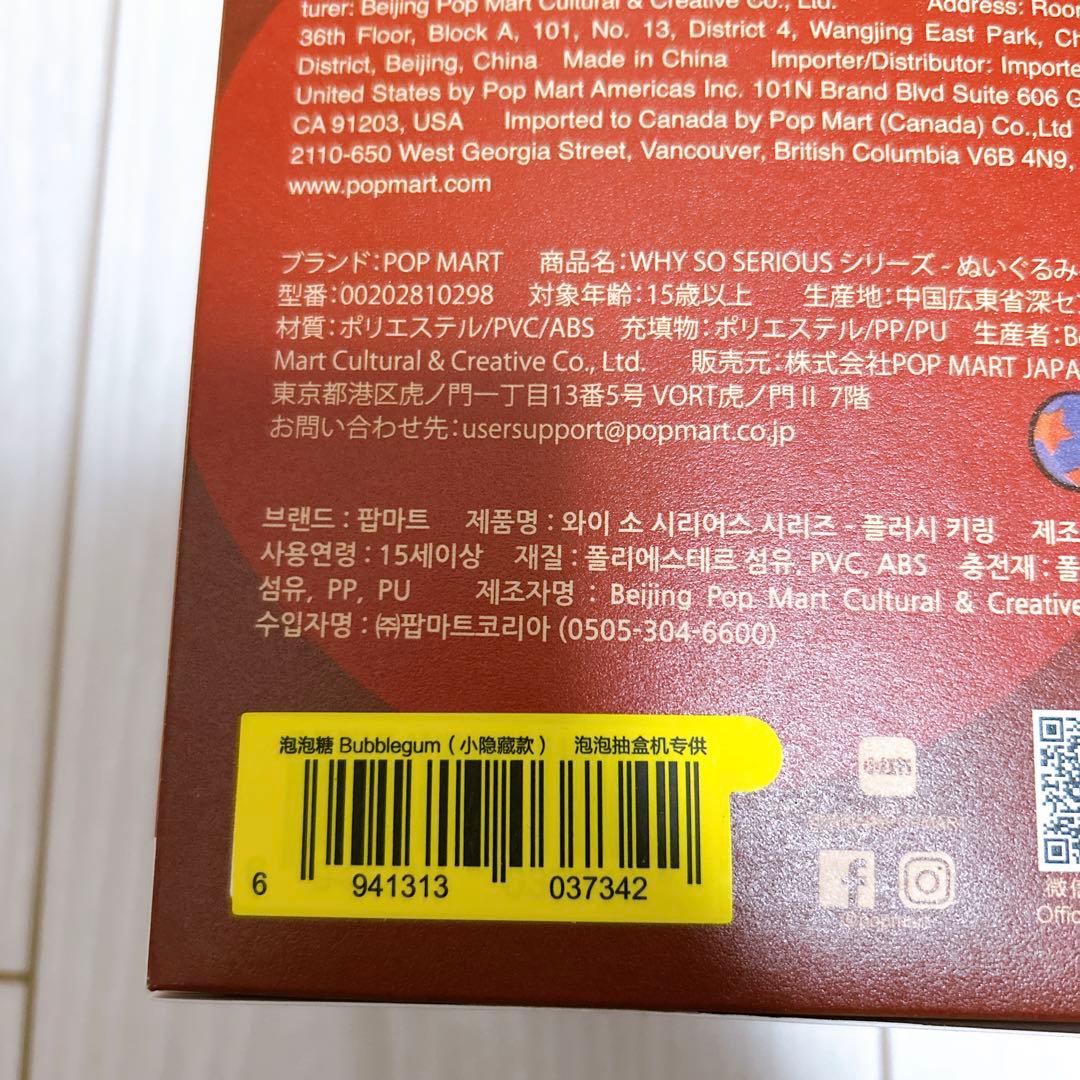 turer: Beijing Pop Mart Cultural & Creative Co., Ltd. Address: Room
36th Floor, Block A, 101, No. 13, District 4, Wangjing East Park, Ch
District, Beijing, China Made in China Importer/Distributor: Importe
United States by Pop Mart Americas Inc. 101N Brand Blvd Suite 606 G
CA 91203, USA Imported to Canada by Pop Mart (Canada) Co.,Ltd
2110-650 West Georgia Street, Vancouver, British Columbia V6B 4N9,
www.popmart.com
ブランド:POP MART 商品名:WHY SO SERIOUS シリーズ - ぬいぐるみ
型番:00202810298 対象年齢:15歳以上 生産地:中国広東省深セ
材質:ポリエステル/PVC/ABS 充填物:ポリエステル/PP/PU 生産者:Be
Mart Cultural & Creative Co., Ltd. 販売元:株式会社POP MART JAPA
東京都港区虎ノ門一丁目13番5号 VORT虎ノ門II 7階
お問い合わせ先:usersupport@popmart.co.jp
브랜드 : 팝마트 제품명 : 와이 소 시리어스 시리즈 - 플러시 키링 제조
사용연령 : 15세이상 재질 : 폴리에스테르 섬유, PVC, ABS 충전재 : 폴
섬유, PP, PU 제조자명 : Beijing Pop Mart Cultural & Creative
수입자명 : ㈜팝마트코리아 (0505-304-6600)
泡泡糖 Bubblegum（小隐藏款） 泡泡抽盒机专供
6 941313 037342
小红书
微信
Offic